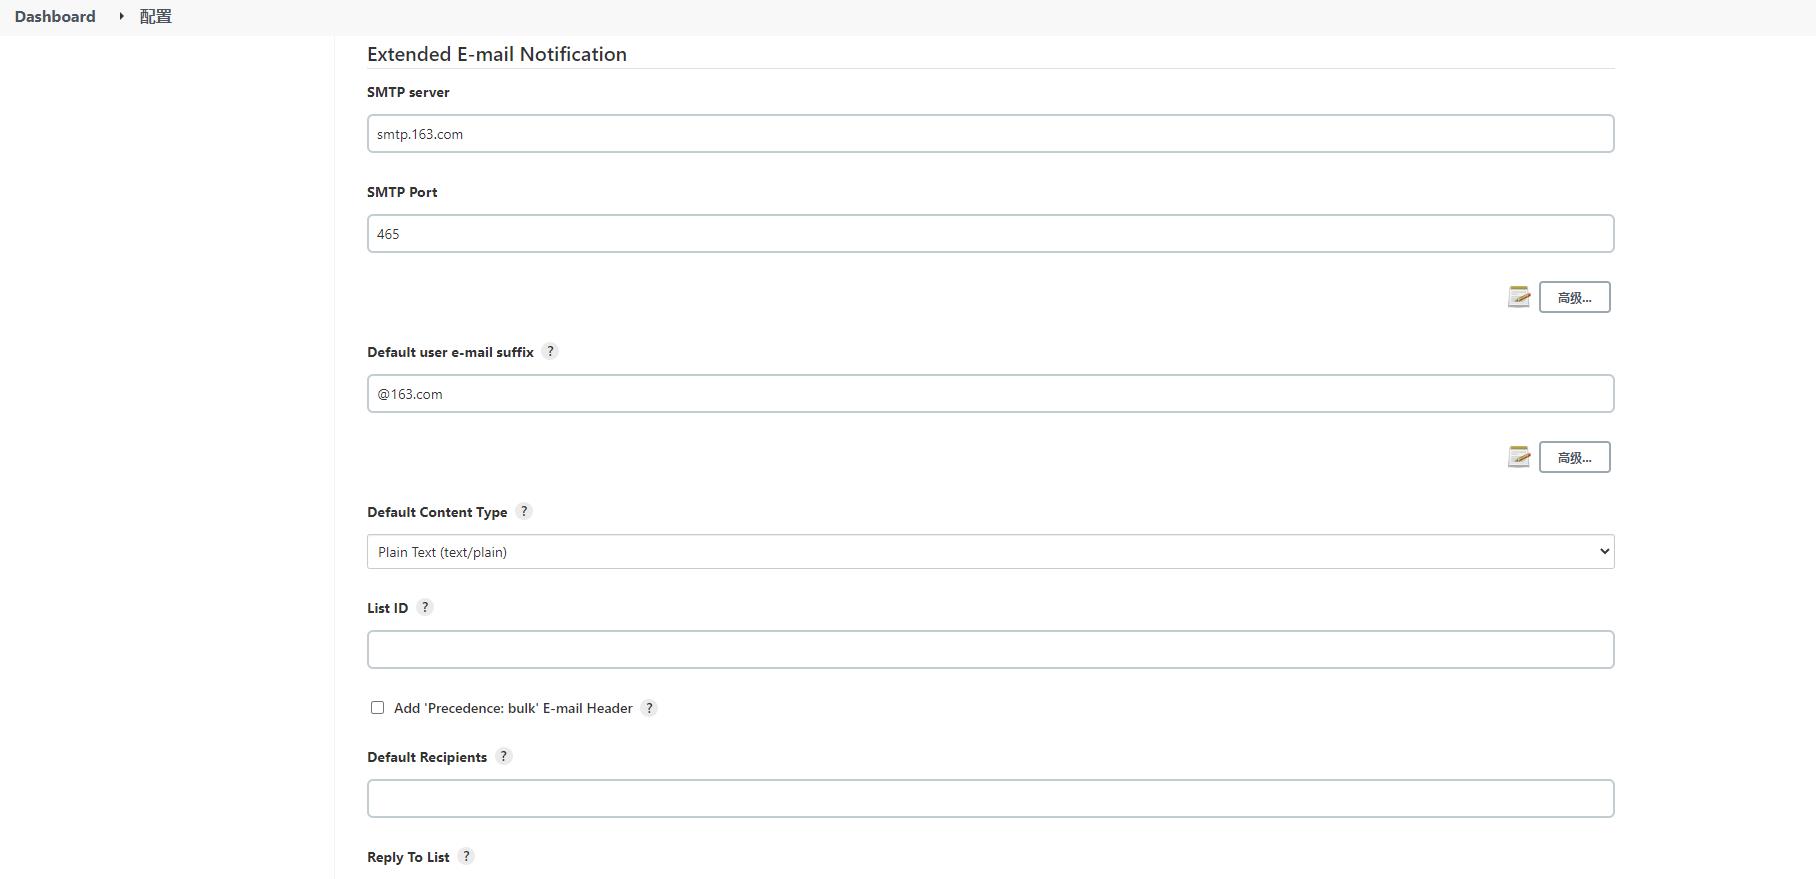 Dashboard 配置
Extended E-mail Notification
SMTP server
smtp.163.com
SMTP Port
465
高级...
Default user e-mail suffix ?
@163.com
高级...
Default Content Type ?
Plain Text (text/plain)
List ID ?
Add 'Precedence: bulk' E-mail Header ?
Default Recipients ?
Reply To List ?